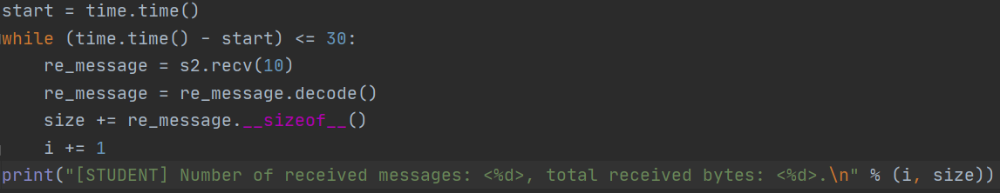 start = time.time()
while (time.time() - start) <= 30:
    re_message = s2.recv(10)
    re_message = re_message.decode()
    size += re_message.__sizeof__()
    i += 1
print("[STUDENT] Number of received messages: <%d>, total received bytes: <%d>.\n" % (i, size))